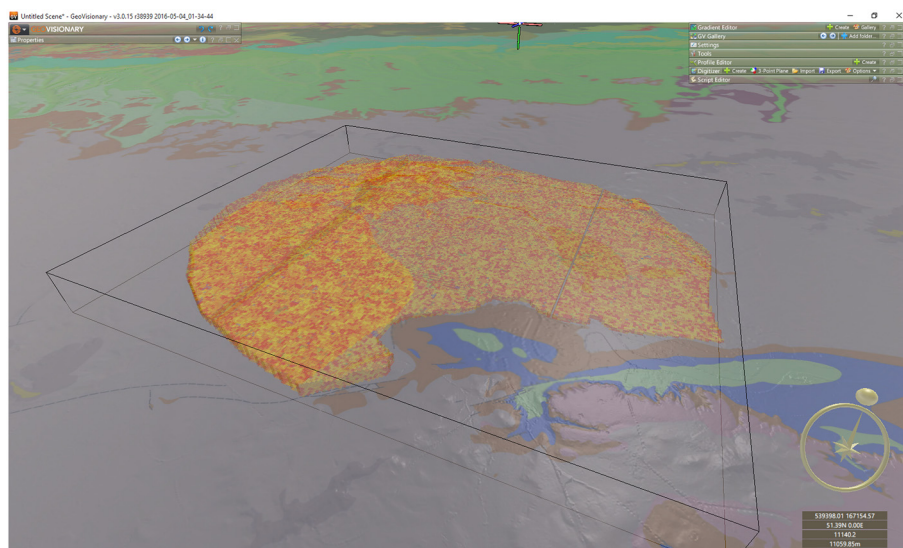 Untitled Scene* - GeoVisionary - v3.0.15 r38939 2016-05-04_01-34-44
VISIONARY
Properties
Gradient Editor Create Gallery
GV Gallery Add folder...
Settings
Tools
Profile Editor Create
Digitizer Create 3-Point Plane Import Export Options
Script Editor
539398.01 167154.57
51.39N 0.00E
11140.2
11059.85m